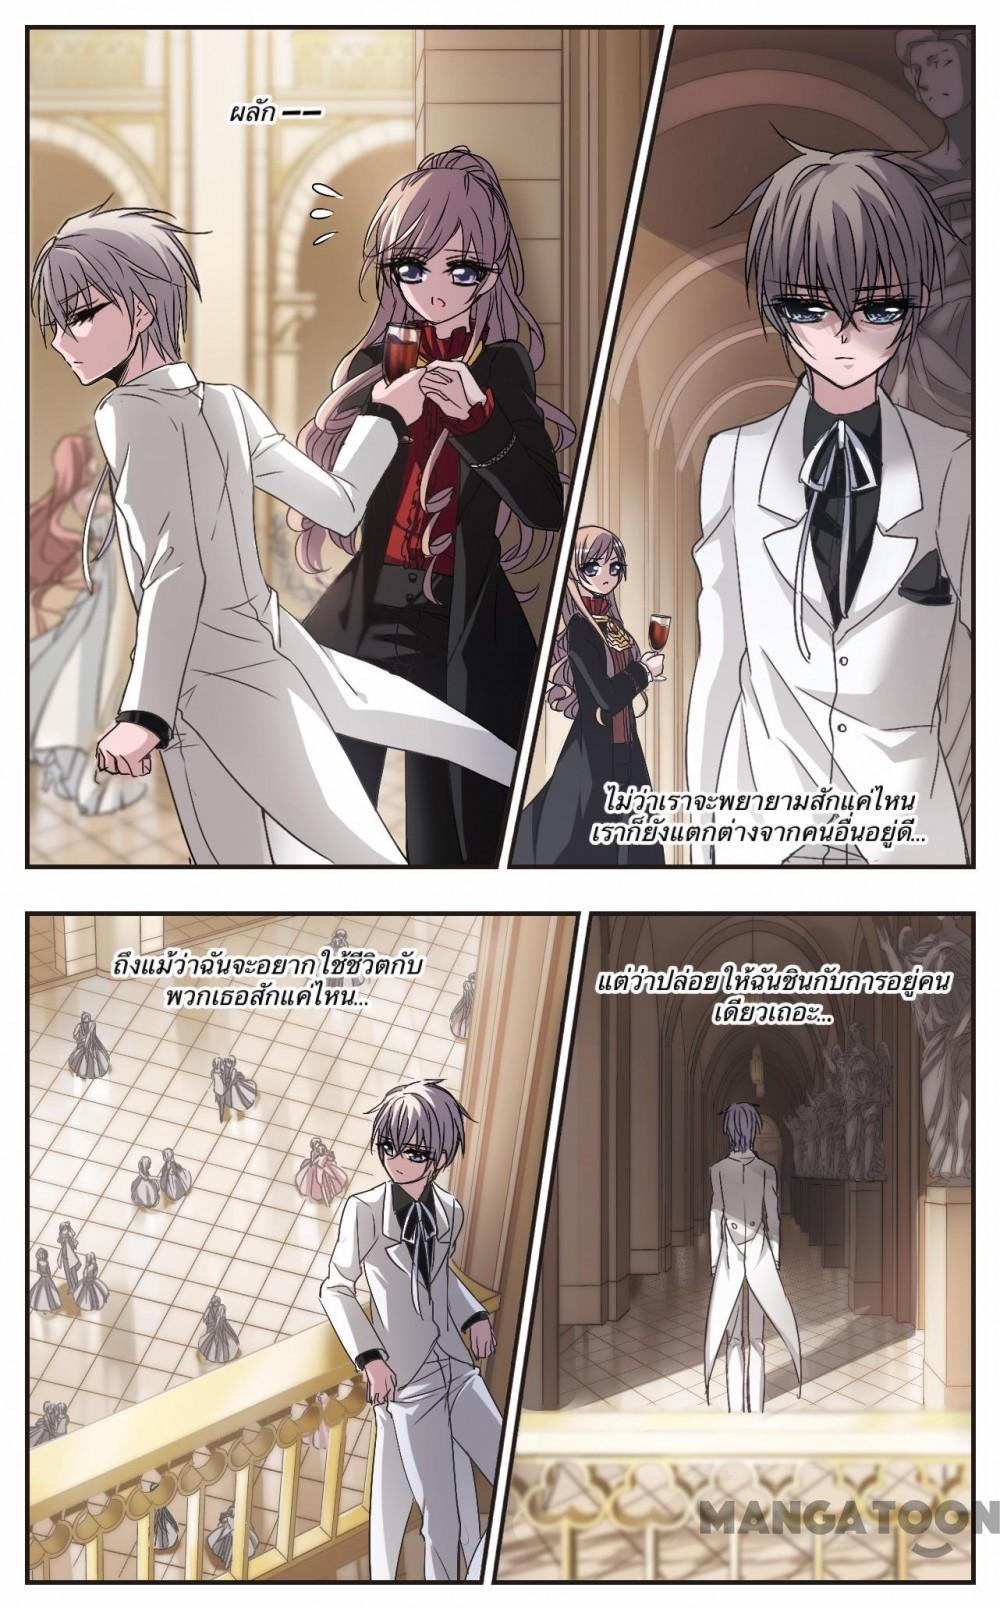 ผลัก ——
ไม่ว่าเราจะพยายามสักแค่ไหน
เราก็ยังแตกต่างจากคนอื่นอยู่ดี...
ถึงแม้ว่าฉันจะอยากใช้ชีวิตกับ
พวกเธอสักแค่ไหน...
แต่ว่าปล่อยให้ฉันชินกับการอยู่คน
เดียวเถอะ...
MANGATOON